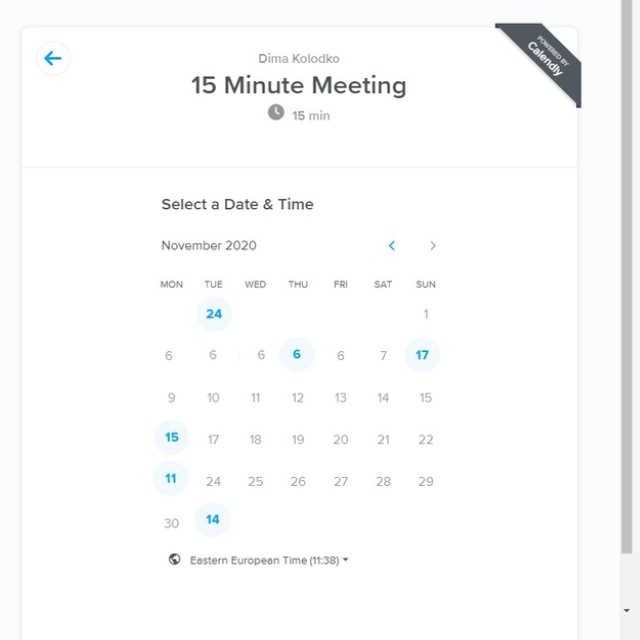 Dima Kolodko
POWERED BY
Calendly
15 Minute Meeting
15 min
Select a Date & Time
November 2020
MON TUE WED THU FRI SAT SUN
24 1
6 6 6 6 6 7 17
9 10 11 12 13 14 15
15 17 18 19 20 21 22
11 24 25 26 27 28 29
30 14
Eastern European Time (11:38)